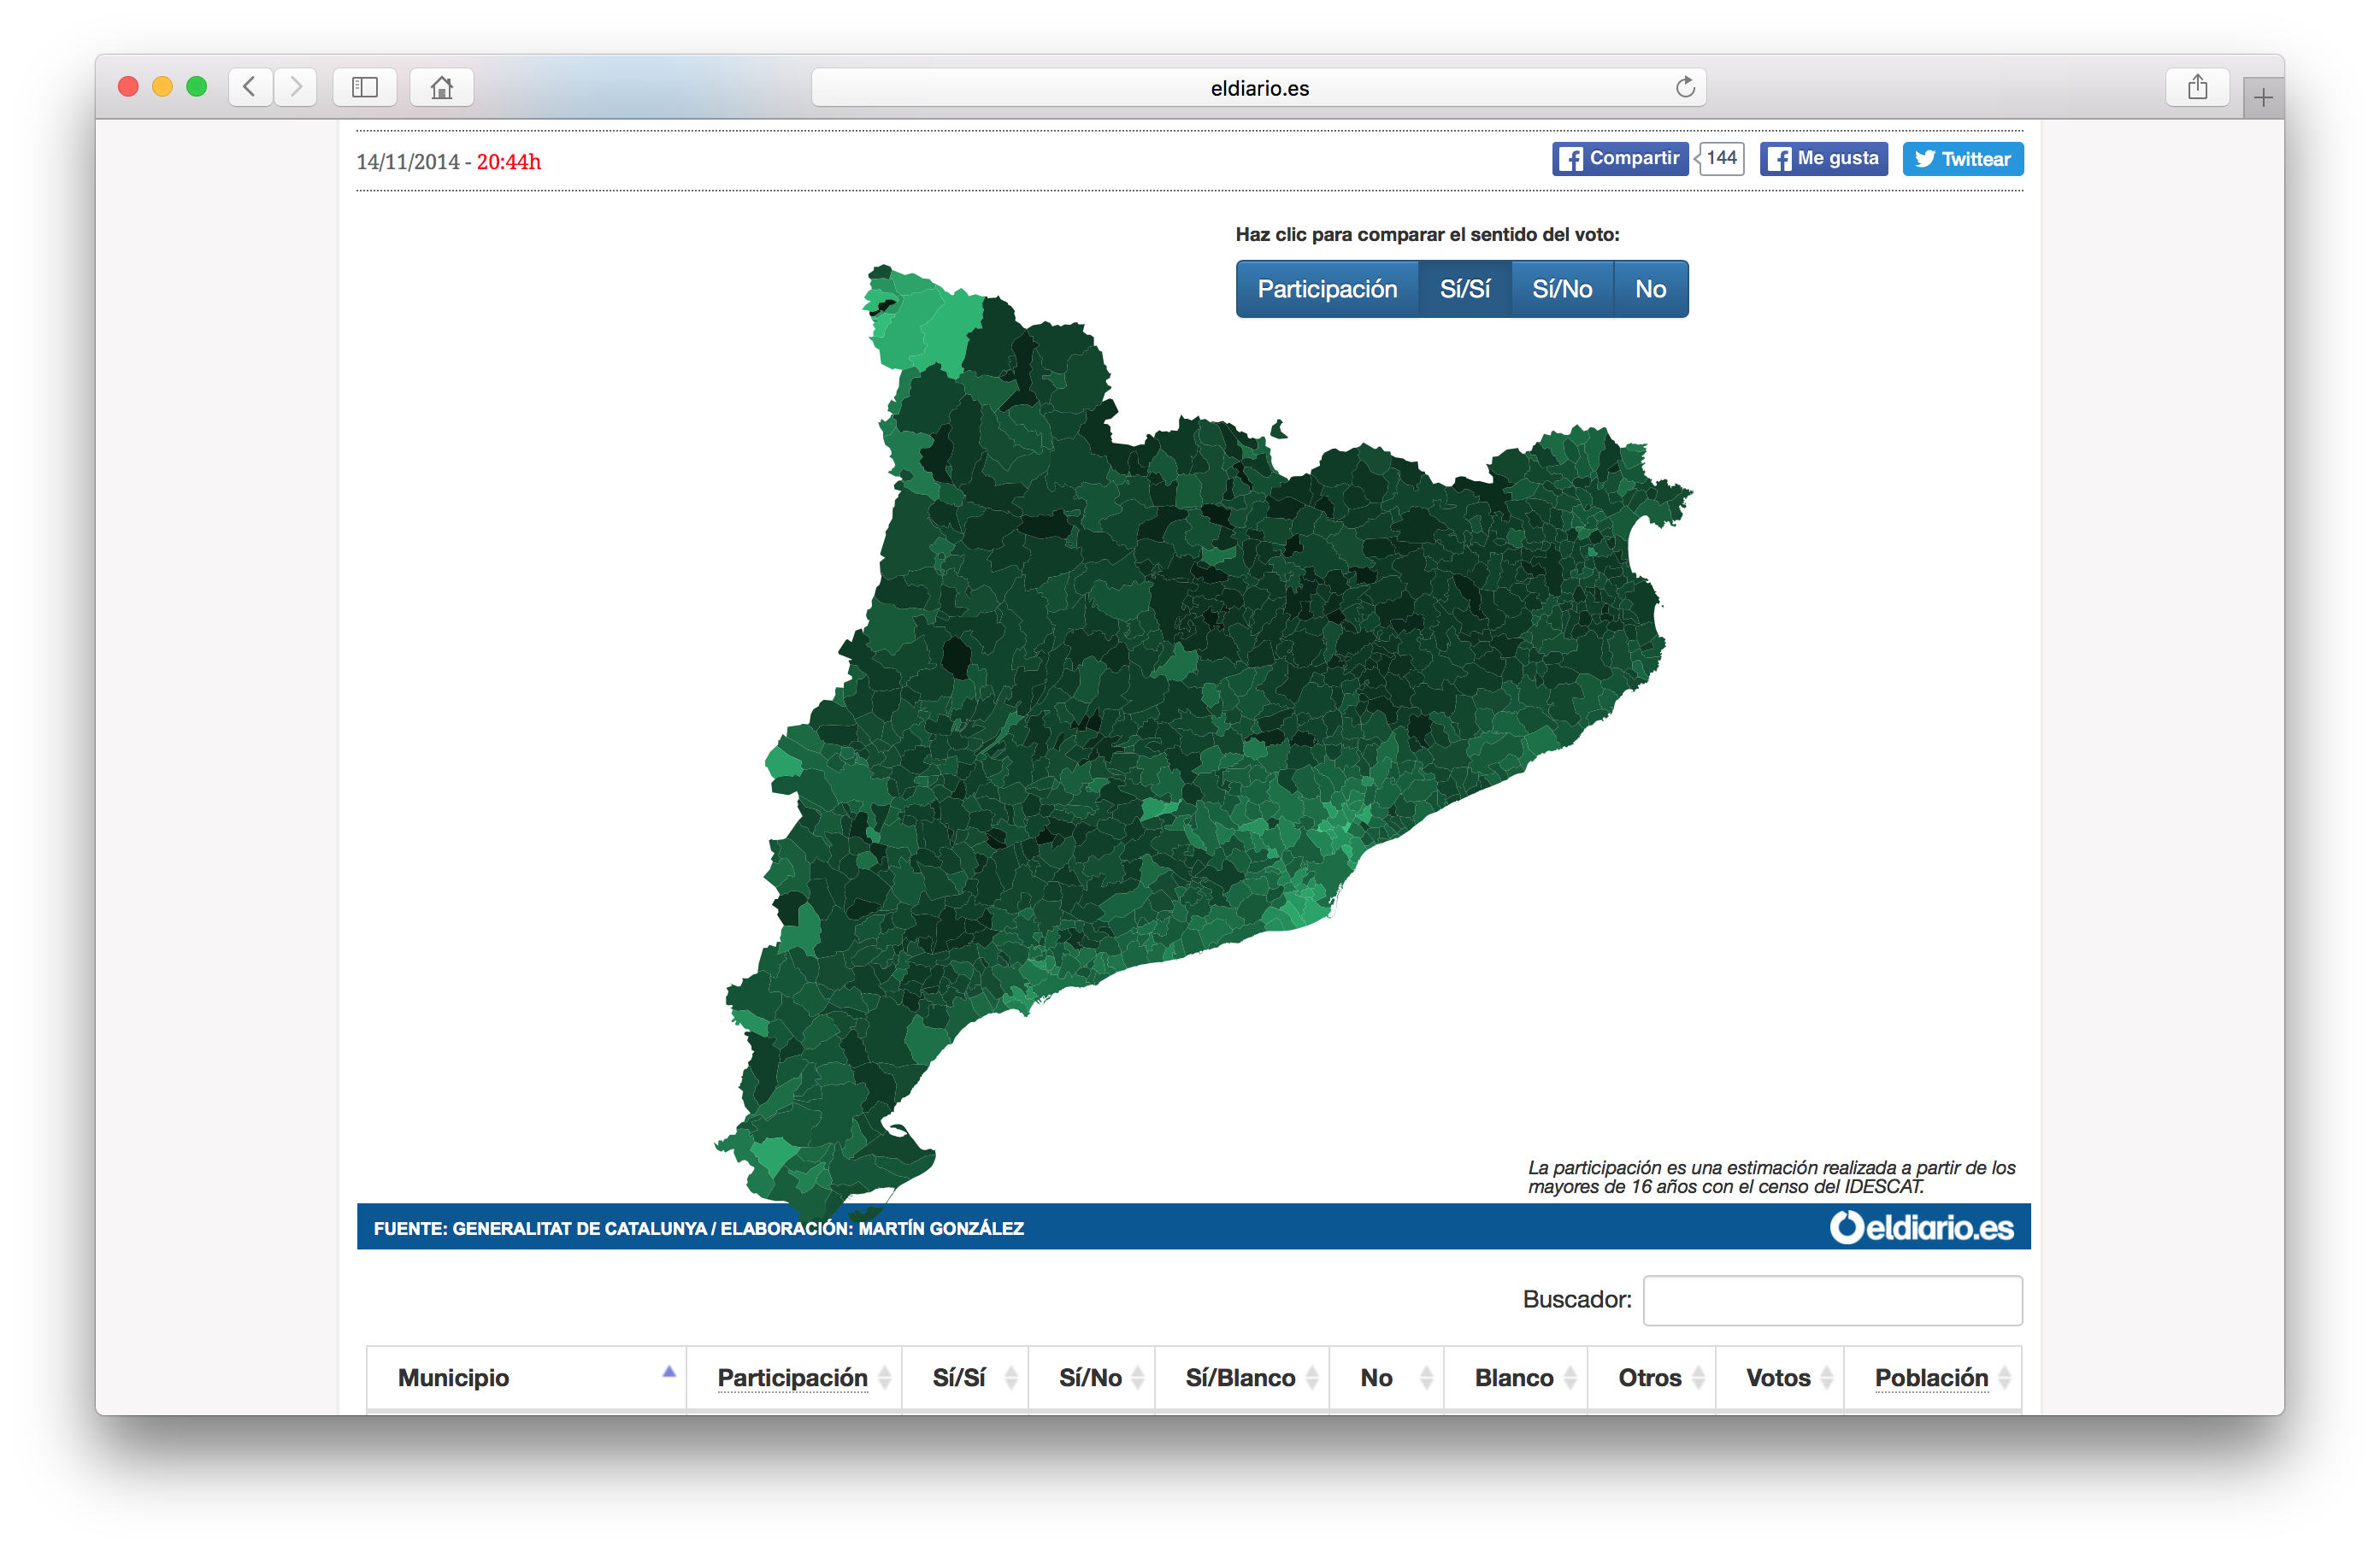 eldiario.es
14/11/2014 - 20:44h
Compartir 144 Me gusta Twittear
Haz clic para comparar el sentido del voto:
Participación Sí/Sí Sí/No No
La participación es una estimación realizada a partir de los
mayores de 16 años con el censo del IDESCAT.
FUENTE: GENERALITAT DE CATALUNYA / ELABORACIÓN: MARTÍN GONZÁLEZ
eldiario.es
Buscador:
Municipio Participación Sí/Sí Sí/No Sí/Blanco No Blanco Otros Votos Población